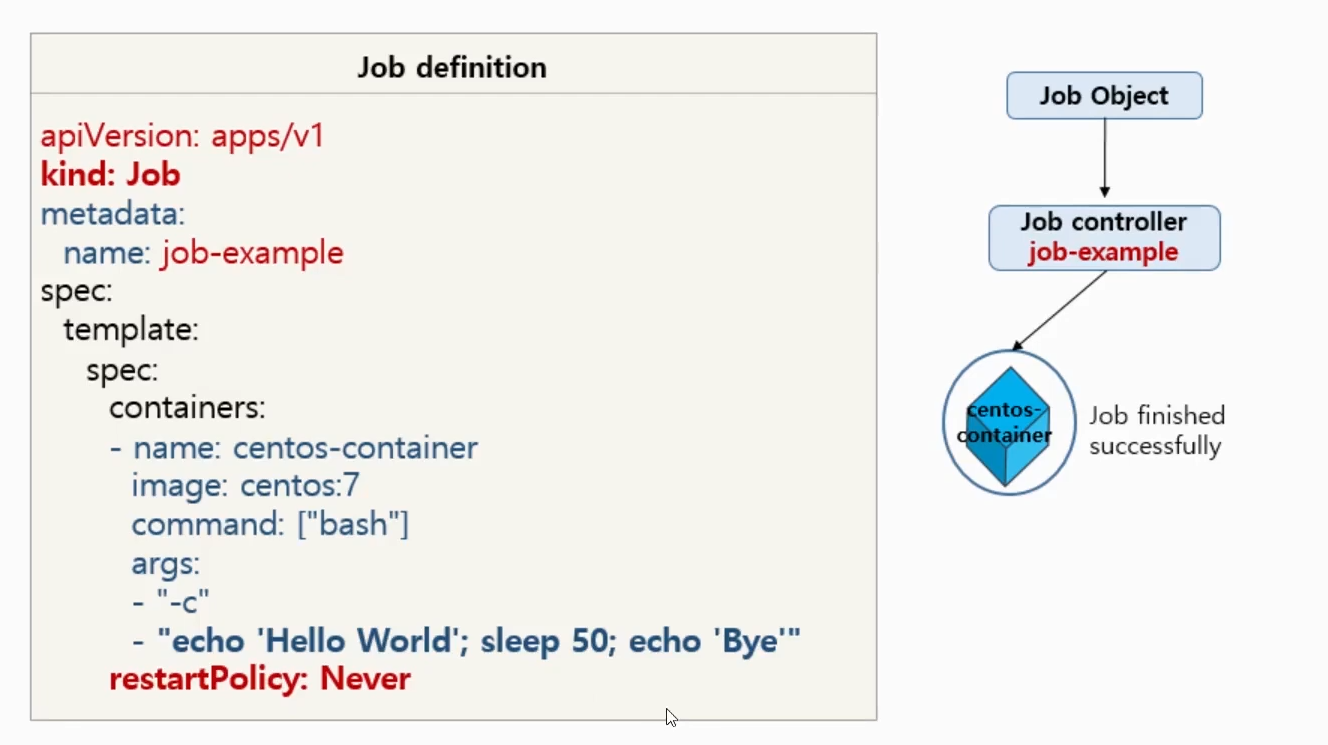 Job definition
apiVersion: apps/v1
kind: Job
metadata:
  name: job-example
spec:
  template:
    spec:
      containers:
      - name: centos-container
        image: centos:7
        command: ["bash"]
        args:
        - "-c"
        - "echo 'Hello World'; sleep 50; echo 'Bye'"
      restartPolicy: Never
Job Object
Job controller
job-example
centos-
container
Job finished
successfully